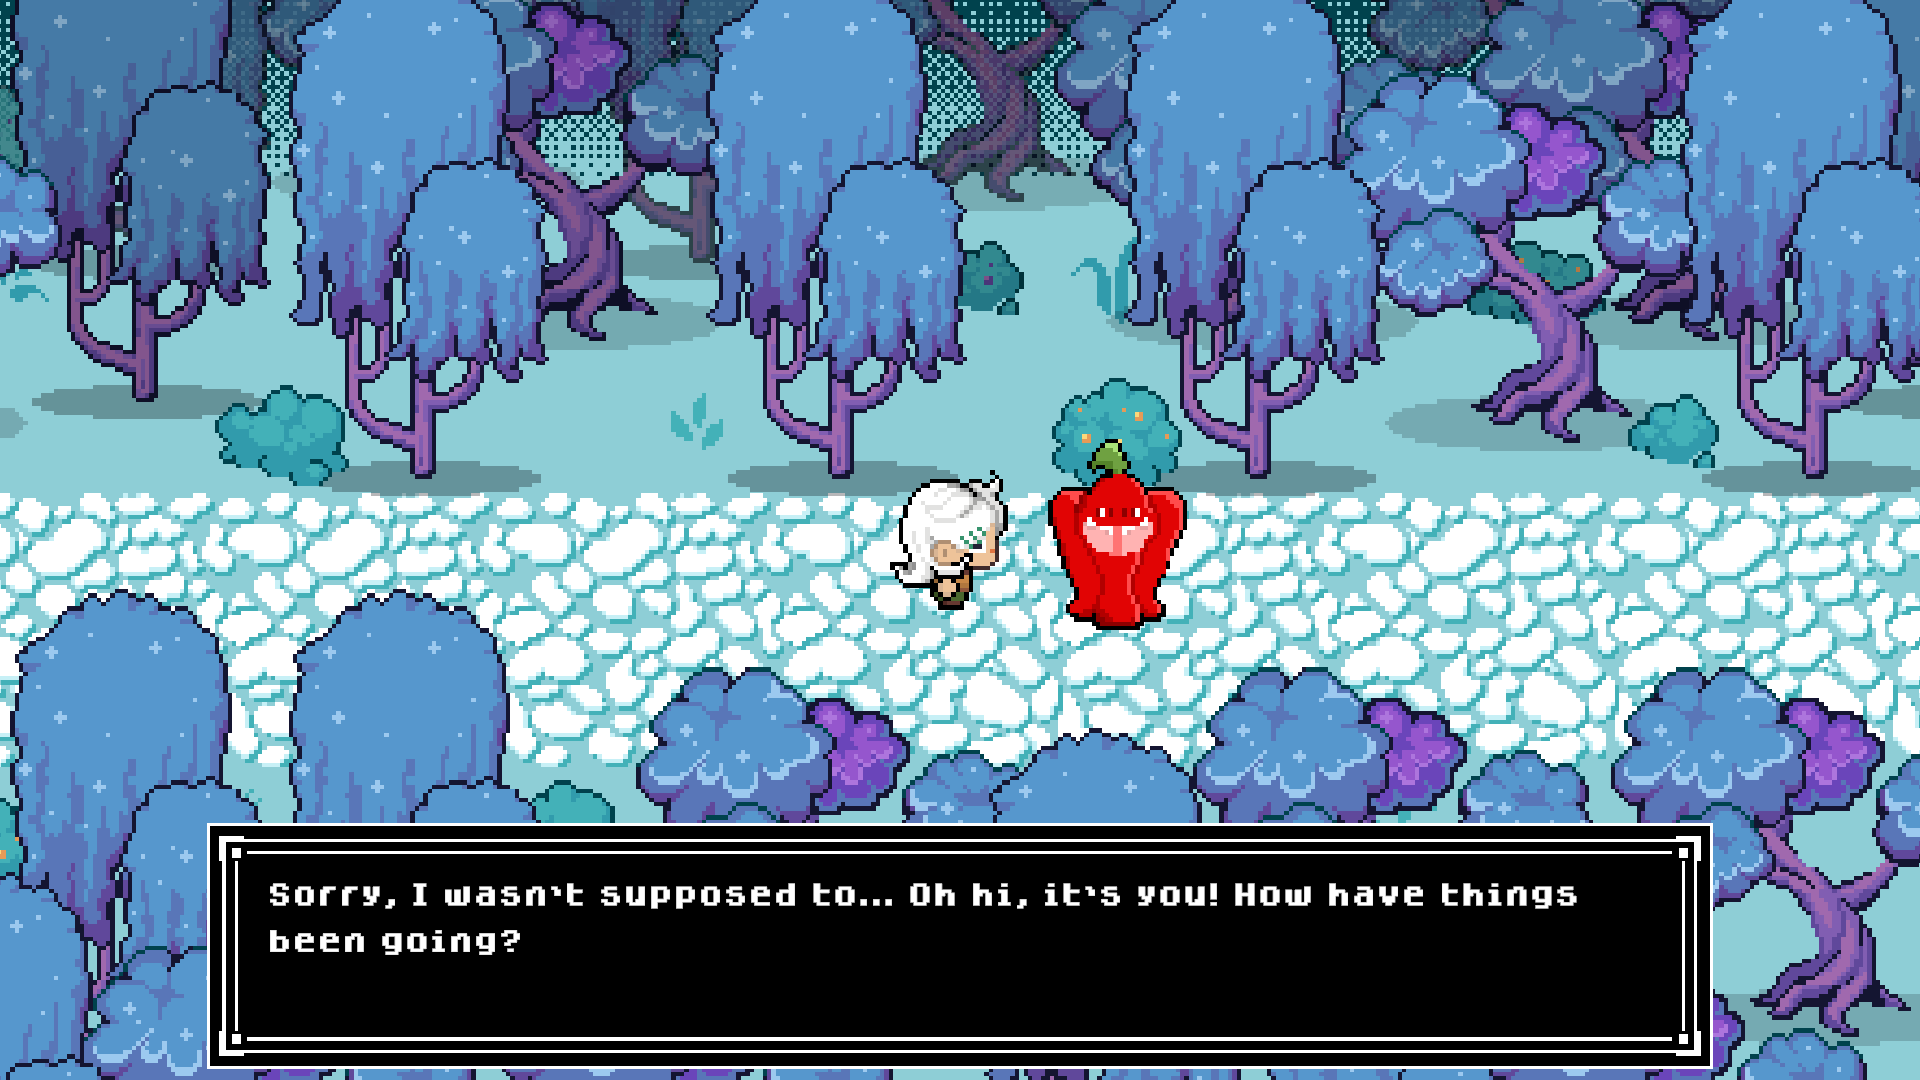 Sorry, I wasn't supposed to... Oh hi, it's you! How have things
been going?